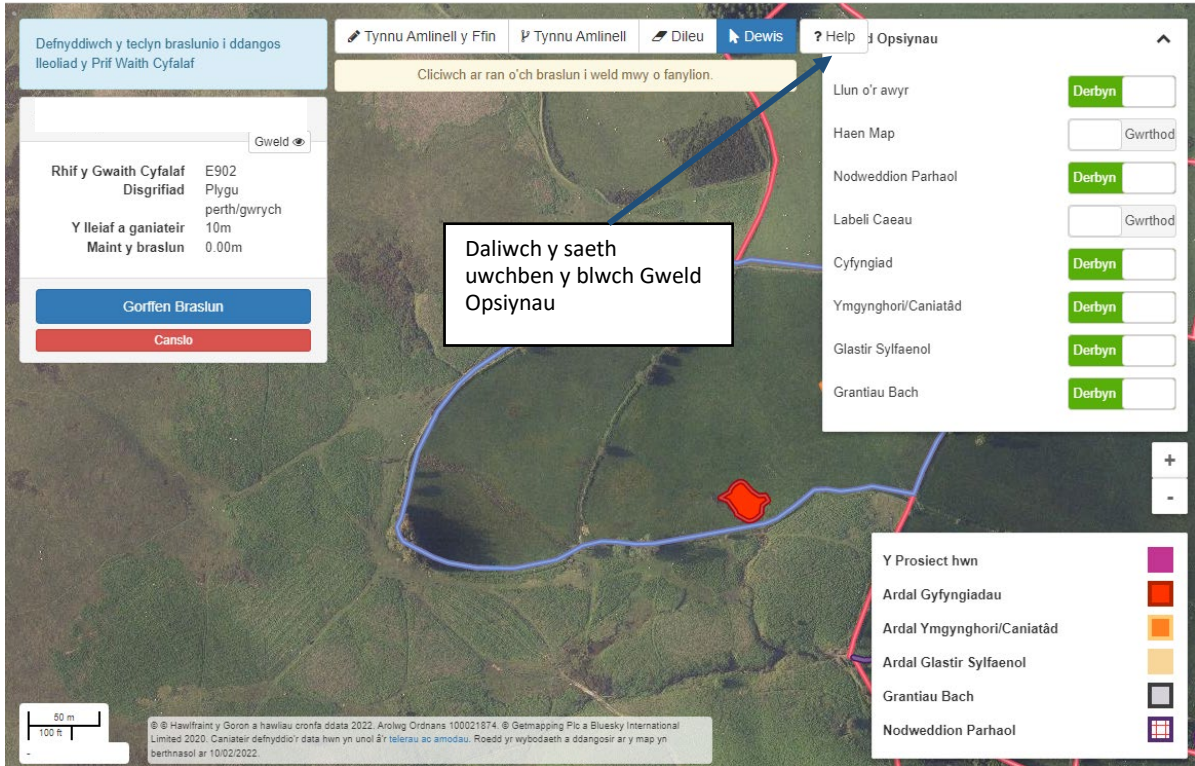 Defnyddiwch y teclyn braslunio i ddangos
lleoliad y Prif Waith Cyfalaf
Tynnu Amlinell y Ffin
Tynnu Amlinell
Dileu
Dewis
? Help
Cliciwch ar ran o'ch braslun i weld mwy o fanylion.
Gweld
Rhif y Gwaith Cyfalaf E902
Disgrifiad Plygu
perth/gwrych
Y lleiaf a ganiateir 10m
Maint y braslun 0.00m
Gorffen Braslun
Canslo
Daliwch y saeth
uwchben y blwch Gweld
Opsiynau
d Opsiynau
Llun o'r awyr Derbyn
Haen Map Gwrthod
Nodweddion Parhaol Derbyn
Labeli Caeau Gwrthod
Cyfyngiad Derbyn
Ymgynghori/Caniatâd Derbyn
Glastir Sylfaenol Derbyn
Grantiau Bach Derbyn
+
-
Y Prosiect hwn
Ardal Gyfyngiadau
Ardal Ymgynghori/Caniatâd
Ardal Glastir Sylfaenol
Grantiau Bach
Nodweddion Parhaol
50 m
100 ft
-
© © Hawlfraint y Goron a hawliau cronfa ddata 2022. Arolwg Ordnans 100021874. © Getmapping Plc a Bluesky International
Limited 2020. Caniateir defnyddio'r data hwn yn unol â'r telerau ac amodau. Roedd yr wybodaeth a ddangosir ar y map yn
berthnasol ar 10/02/2022.